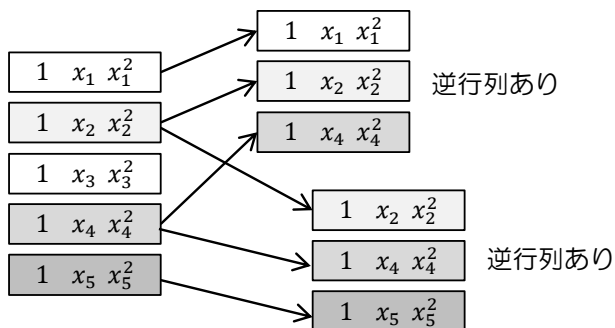 1 x₁ x₁²
1 x₂ x₂²
1 x₃ x₃²
1 x₄ x₄²
1 x₅ x₅²
1 x₁ x₁²
1 x₂ x₂²
1 x₄ x₄²
逆行列あり
1 x₂ x₂²
1 x₄ x₄²
1 x₅ x₅²
逆行列あり